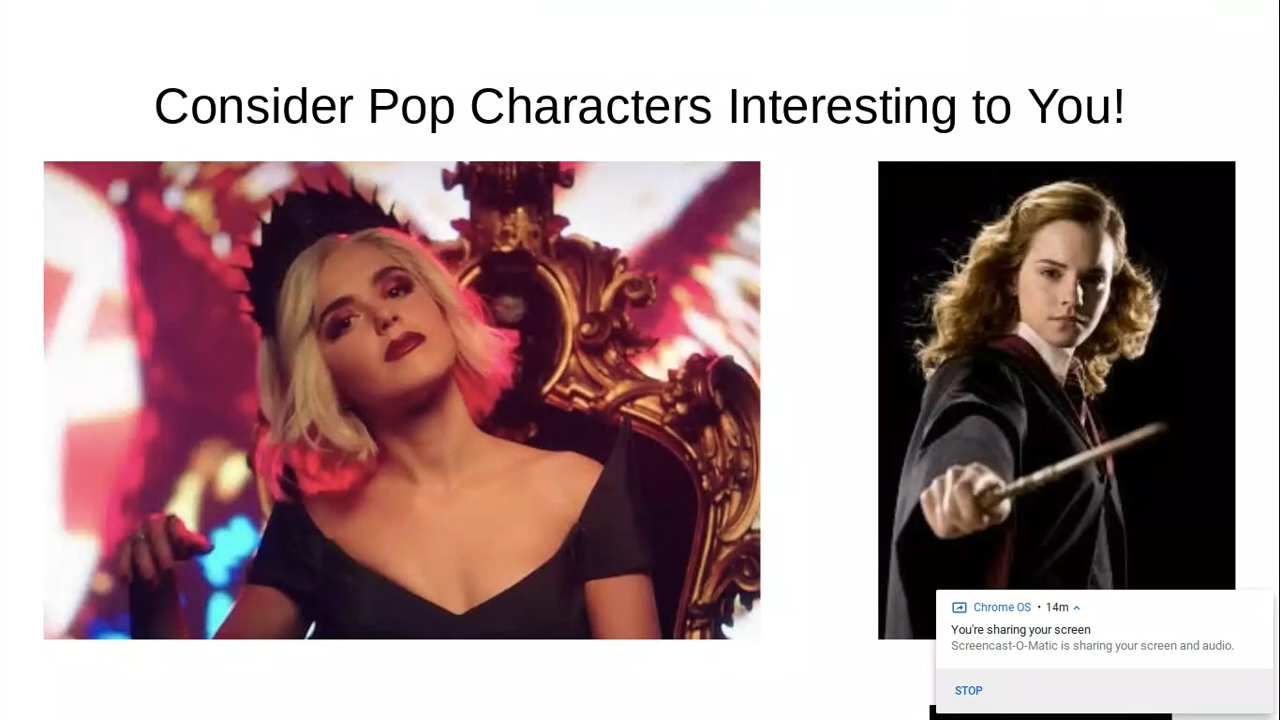 Consider Pop Characters Interesting to You!
Chrome OS • 14m
You're sharing your screen
Screencast-O-Matic is sharing your screen and audio.
STOP